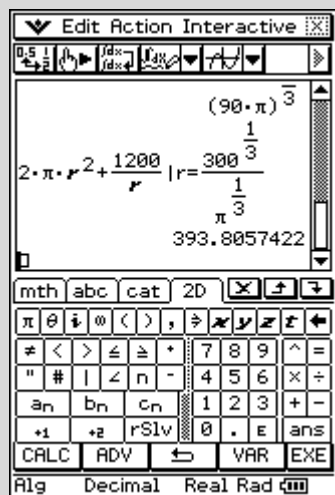 Edit Action Interactive
(90·π)^3
2·π·r^2+1200/r |r=300^(1/3)/π^(1/3)
393.8057422
mth abc cat 2D
π θ i ∞ ( ) , ⇒ x y z t
≠ < > ≤ ≥ 7 8 9 ^ =
" # | ∠ 4 5 6 × ÷
an bn cn 1 2 3 + -
+1 +2 rSlv 0 . E ans
CALC ADV VAR EXE
Alg Decimal Real Rad